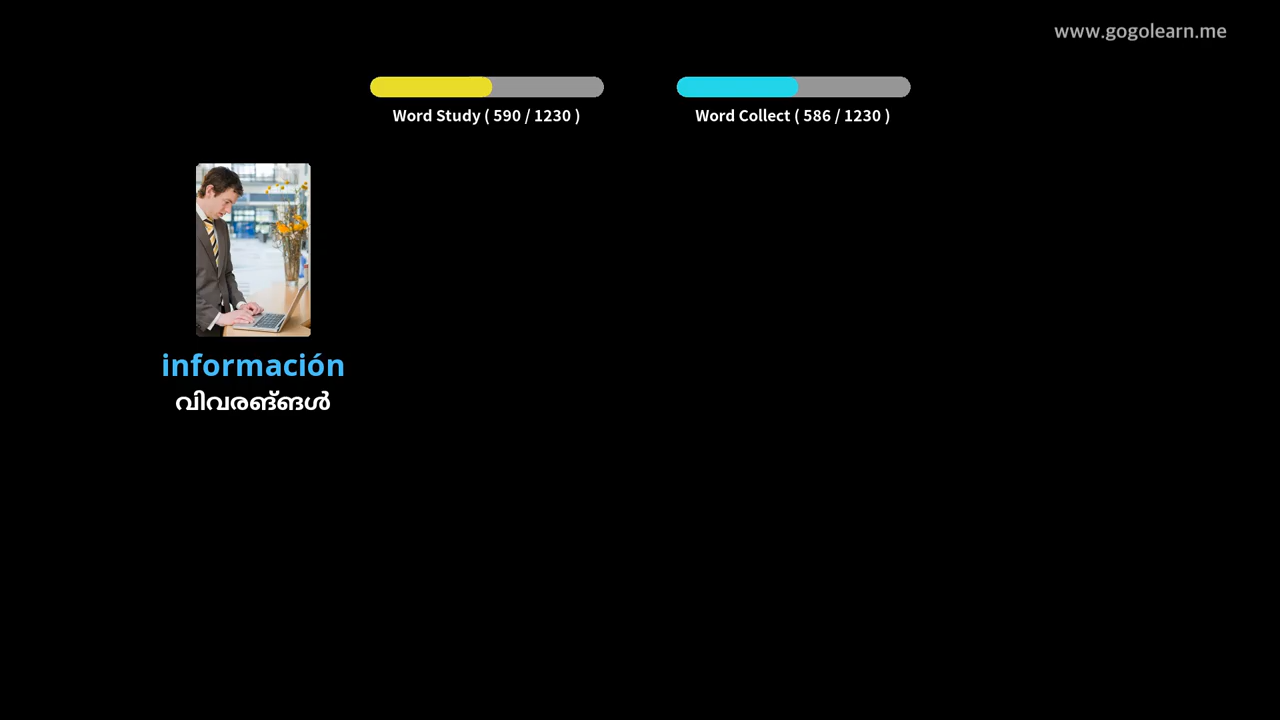 www.gogolearn.me
Word Study ( 590 / 1230 )
Word Collect ( 586 / 1230 )
información
വിവരങ്ങൾ